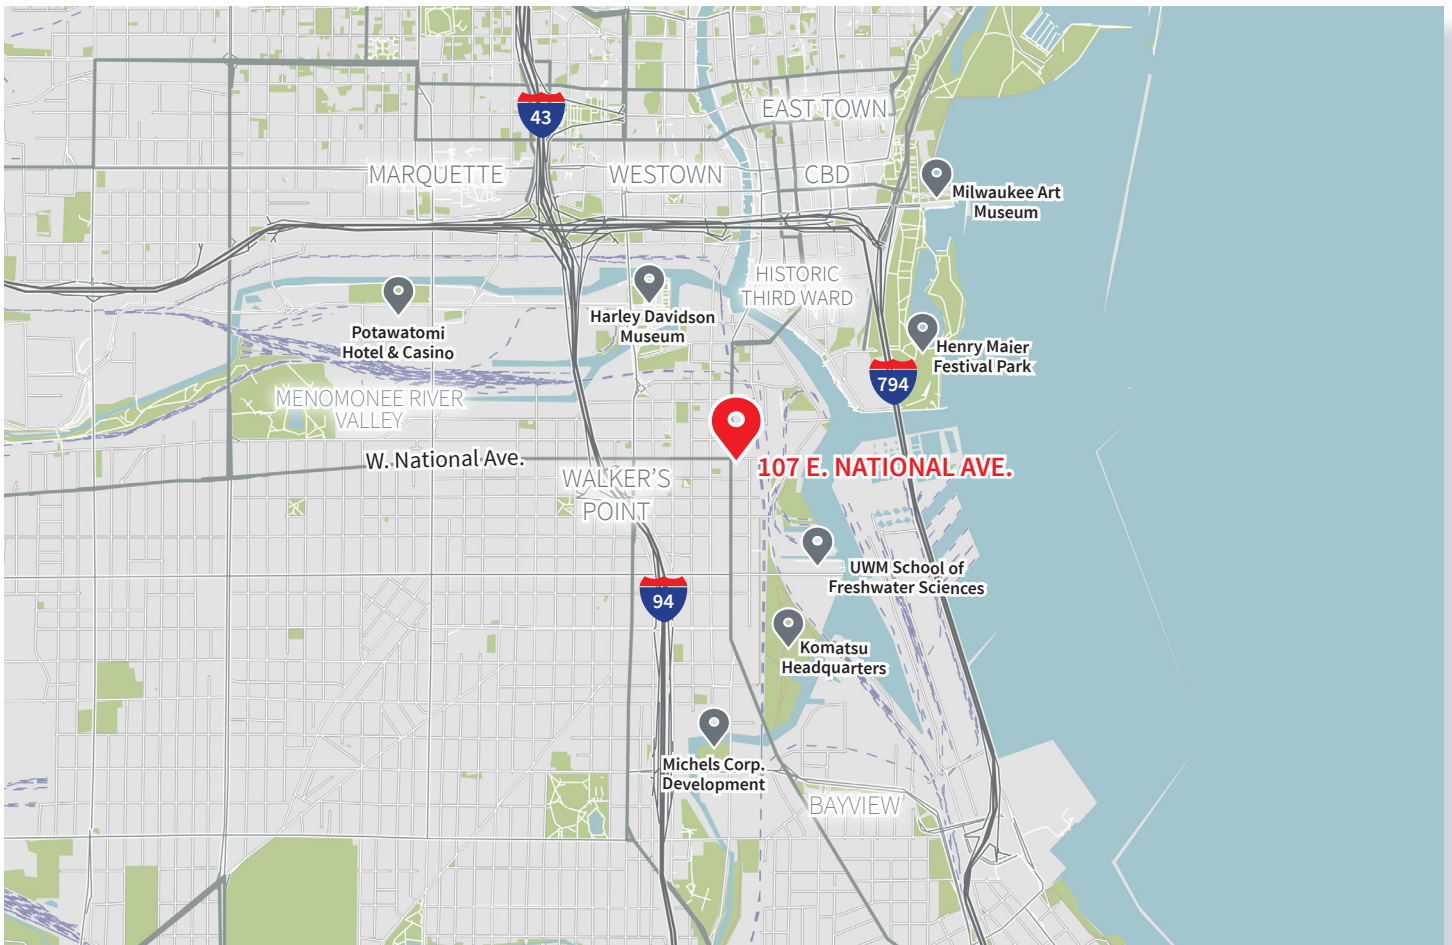 EAST TOWN
43
MARQUETTE
WESTOWN
CBD
Milwaukee Art
Museum
HISTORIC
THIRD WARD
Harley Davidson
Museum
Potawatomi
Hotel & Casino
Henry Maier
Festival Park
794
MENOMONEE RIVER
VALLEY
W. National Ave.
107 E. NATIONAL AVE.
WALKER'S
POINT
UWM School of
Freshwater Sciences
94
Komatsu
Headquarters
Michels Corp.
Development
BAYVIEW